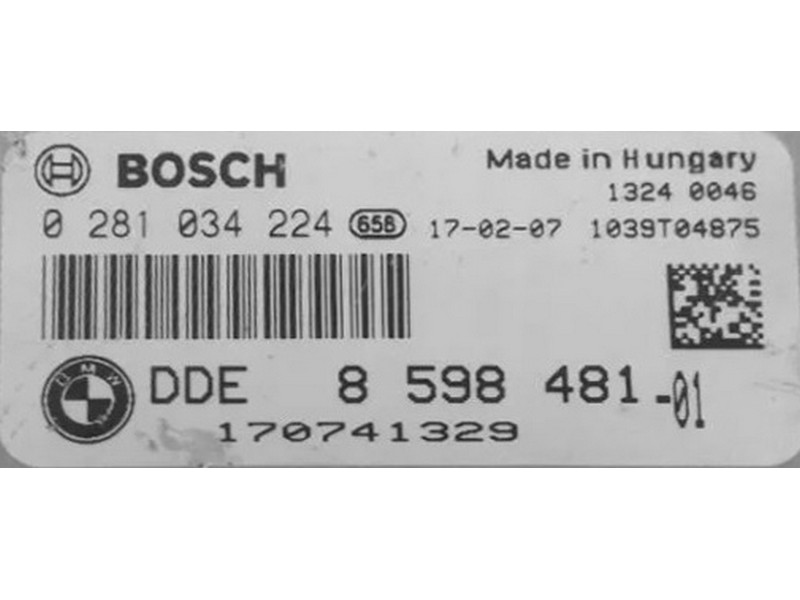 BOSCH
Made in Hungary
1324 0046
0 281 034 224 65B 17-02-07 1039T04875
BMW
DDE 8 598 481-01
170741329